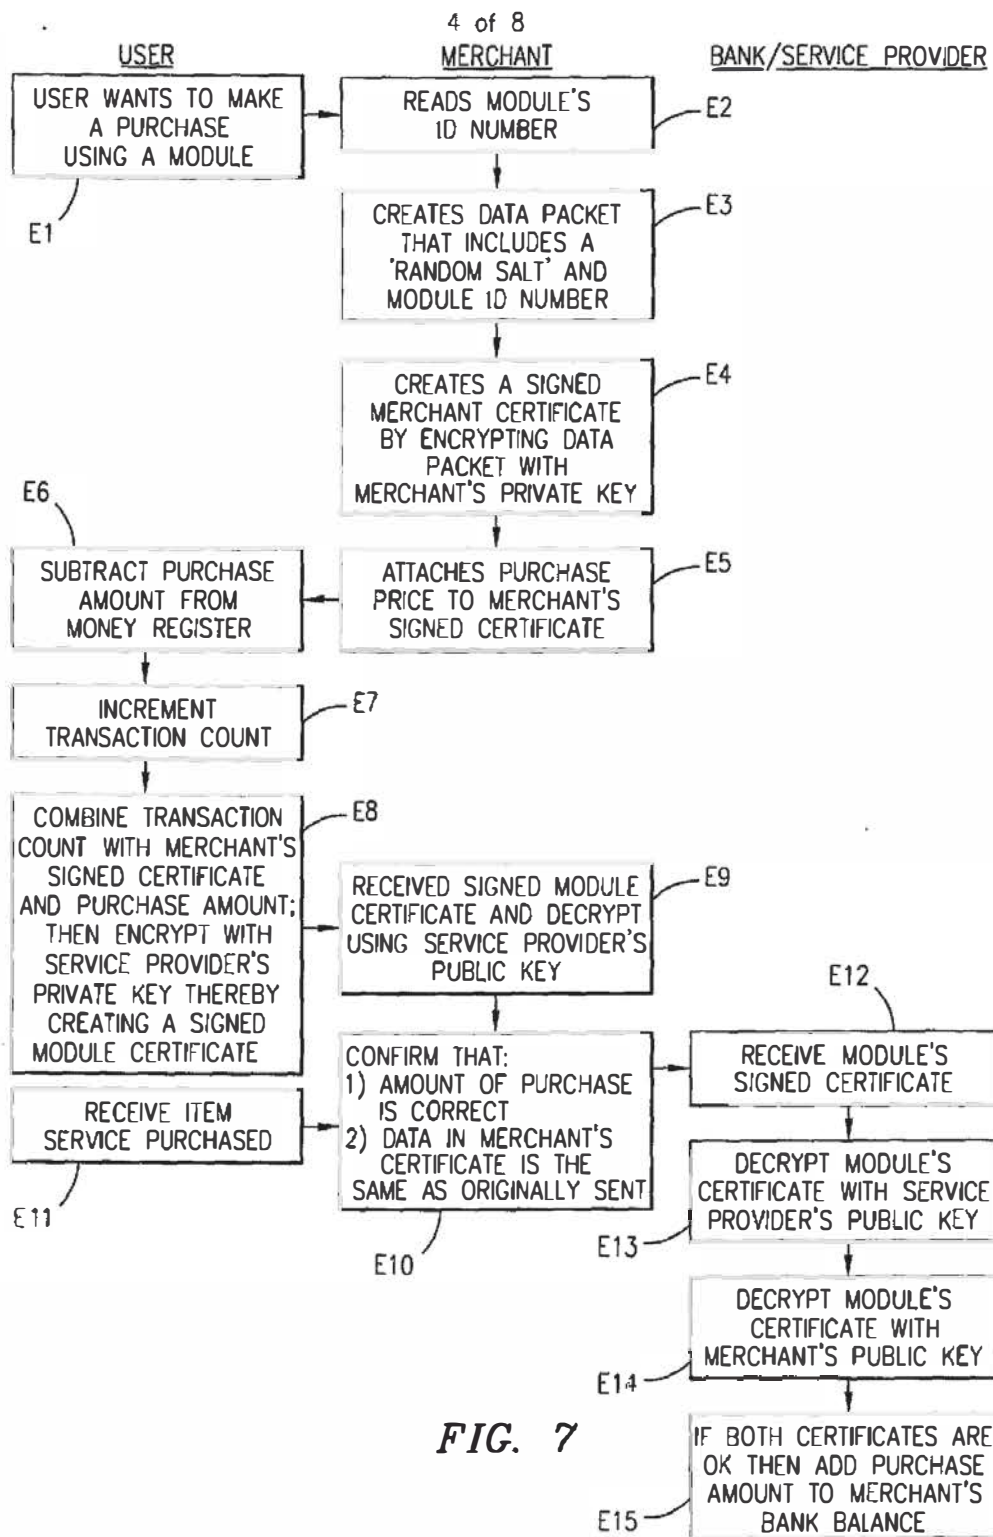 4 of 8
USER
MERCHANT
BANK/SERVICE PROVIDER
USER WANTS TO MAKE
A PURCHASE
USING A MODULE
E1
READS MODULE'S
1D NUMBER
E2
CREATES DATA PACKET
THAT INCLUDES A
'RANDOM SALT' AND
MODULE 1D NUMBER
E3
CREATES A SIGNED
MERCHANT CERTIFICATE
BY ENCRYPTING DATA
PACKET WITH
MERCHANT'S PRIVATE KEY
E4
ATTACHES PURCHASE
PRICE TO MERCHANT'S
SIGNED CERTIFICATE
E5
E6
SUBTRACT PURCHASE
AMOUNT FROM
MONEY REGISTER
INCREMENT
TRANSACTION COUNT
E7
COMBINE TRANSACTION
COUNT WITH MERCHANT'S
SIGNED CERTIFICATE
AND PURCHASE AMOUNT;
THEN ENCRYPT WITH
SERVICE PROVIDER'S
PRIVATE KEY THEREBY
CREATING A SIGNED
MODULE CERTIFICATE
E8
RECEIVED SIGNED MODULE
CERTIFICATE AND DECRYPT
USING SERVICE PROVIDER'S
PUBLIC KEY
E9
CONFIRM THAT:
1) AMOUNT OF PURCHASE
IS CORRECT
2) DATA IN MERCHANT'S
CERTIFICATE IS THE
SAME AS ORIGINALLY SENT
E10
RECEIVE ITEM
SERVICE PURCHASED
E11
E12
RECEIVE MODULE'S
SIGNED CERTIFICATE
DECRYPT MODULE'S
CERTIFICATE WITH SERVICE
PROVIDER'S PUBLIC KEY
E13
DECRYPT MODULE'S
CERTIFICATE WITH
MERCHANT'S PUBLIC KEY
E14
IF BOTH CERTIFICATES ARE
OK THEN ADD PURCHASE
AMOUNT TO MERCHANT'S
BANK BALANCE
E15
FIG. 7